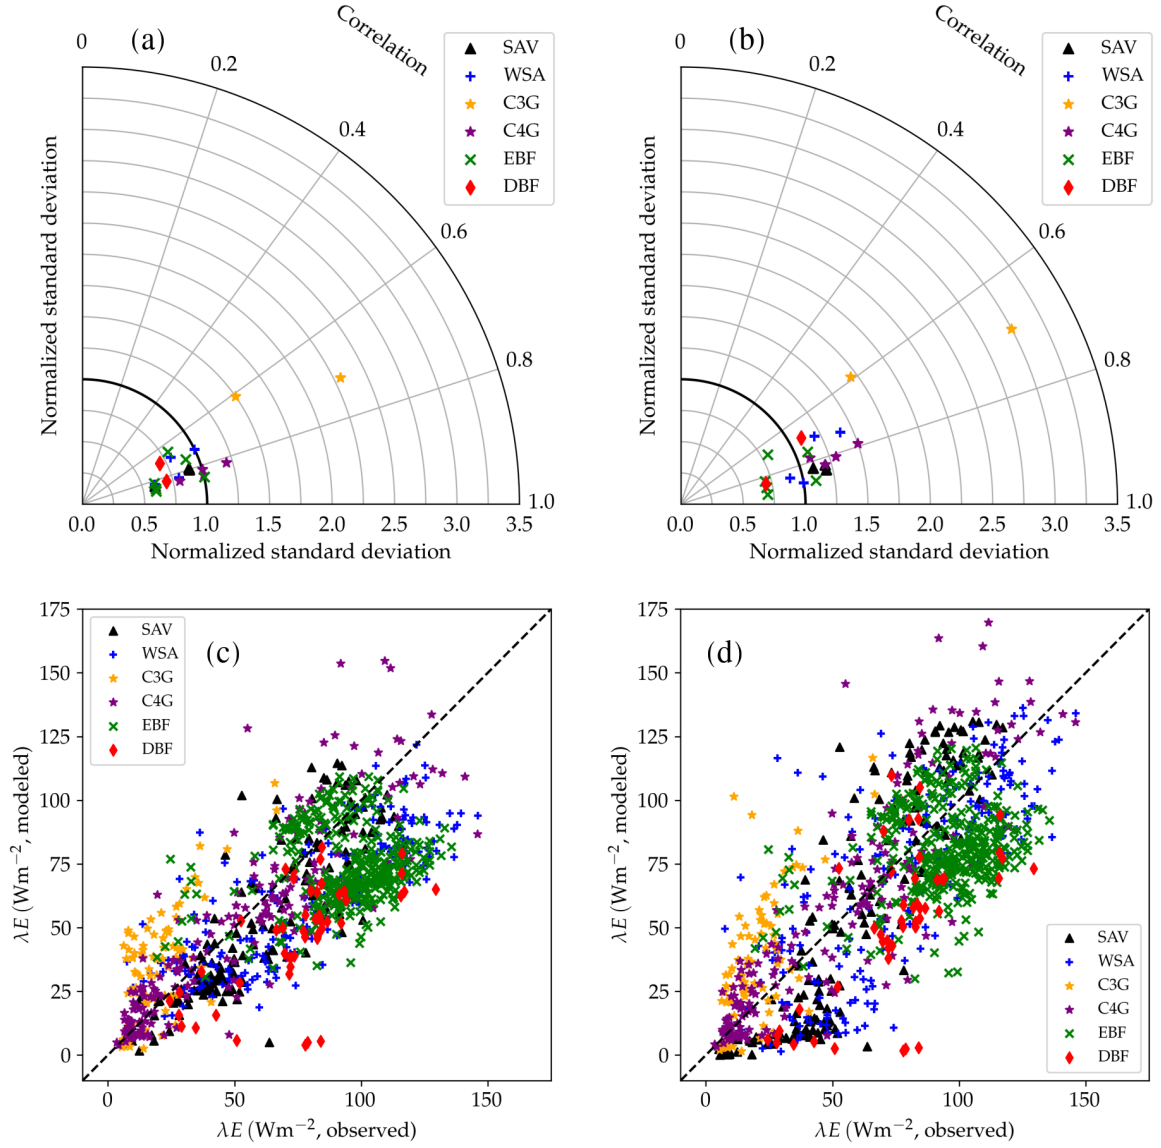 (a)
Correlation
0
0.2
0.4
0.6
0.8
1.0
Normalized standard deviation
0.0 0.5 1.0 1.5 2.0 2.5 3.0 3.5
Normalized standard deviation
SAV
WSA
C3G
C4G
EBF
DBF
(b)
Correlation
0
0.2
0.4
0.6
0.8
1.0
Normalized standard deviation
0.0 0.5 1.0 1.5 2.0 2.5 3.0 3.5
Normalized standard deviation
SAV
WSA
C3G
C4G
EBF
DBF
(c)
SAV
WSA
C3G
C4G
EBF
DBF
175
150
125
100
75
50
25
0
λE (Wm−2, modeled)
0 50 100 150
λE (Wm−2, observed)
(d)
175
150
125
100
75
50
25
0
λE (Wm−2, modeled)
SAV
WSA
C3G
C4G
EBF
DBF
0 50 100 150
λE (Wm−2, observed)